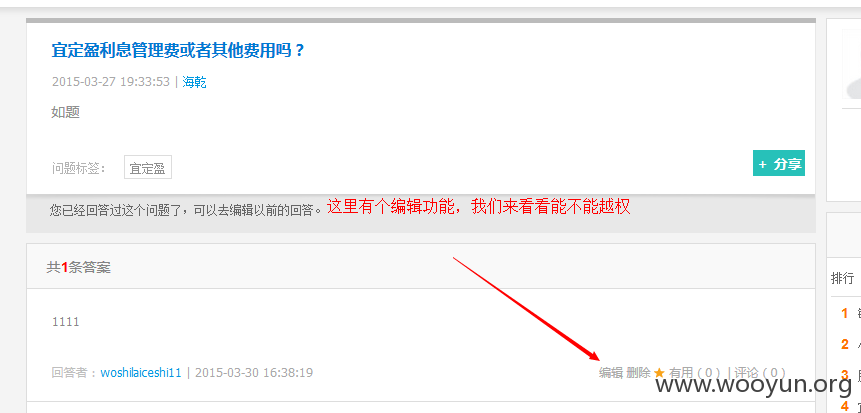 宜定盈利息管理费或者其他费用吗？
2015-03-27 19:33:53 | 海乾
如题
问题标签： 宜定盈
+ 分享
您已经回答过这个问题了，可以去编辑以前的回答。这里有个编辑功能，我们来看看能不能越权
共1条答案
1111
回答者：woshilaiceshi11 | 2015-03-30 16:38:19
编辑 删除 ★ 有用（0） | 评论（0）
排行
1
2
3
4
www.wooyun.org